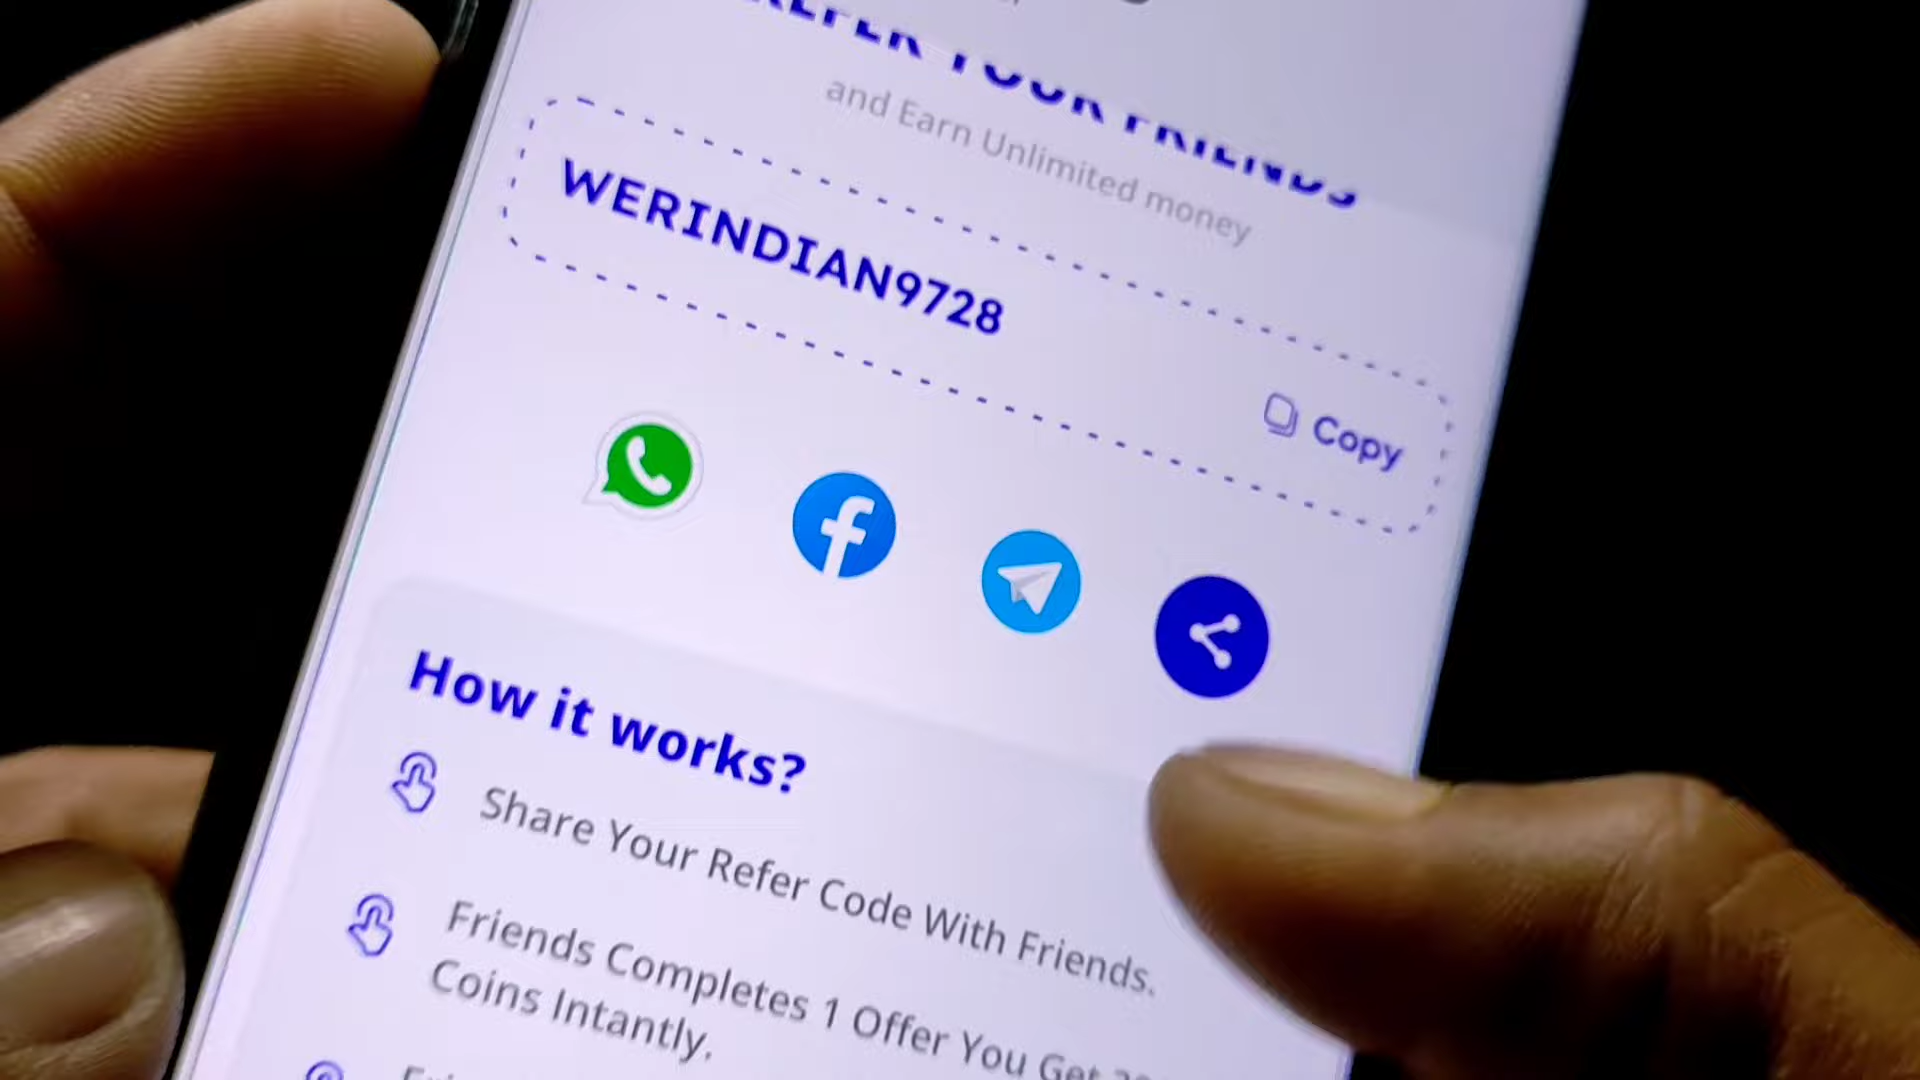 REFER YOUR FRIENDS
and Earn Unlimited money
WERINDIAN9728
Copy
How it works?
Share Your Refer Code With Friends.
Friends Completes 1 Offer You Get
Coins Intantly.